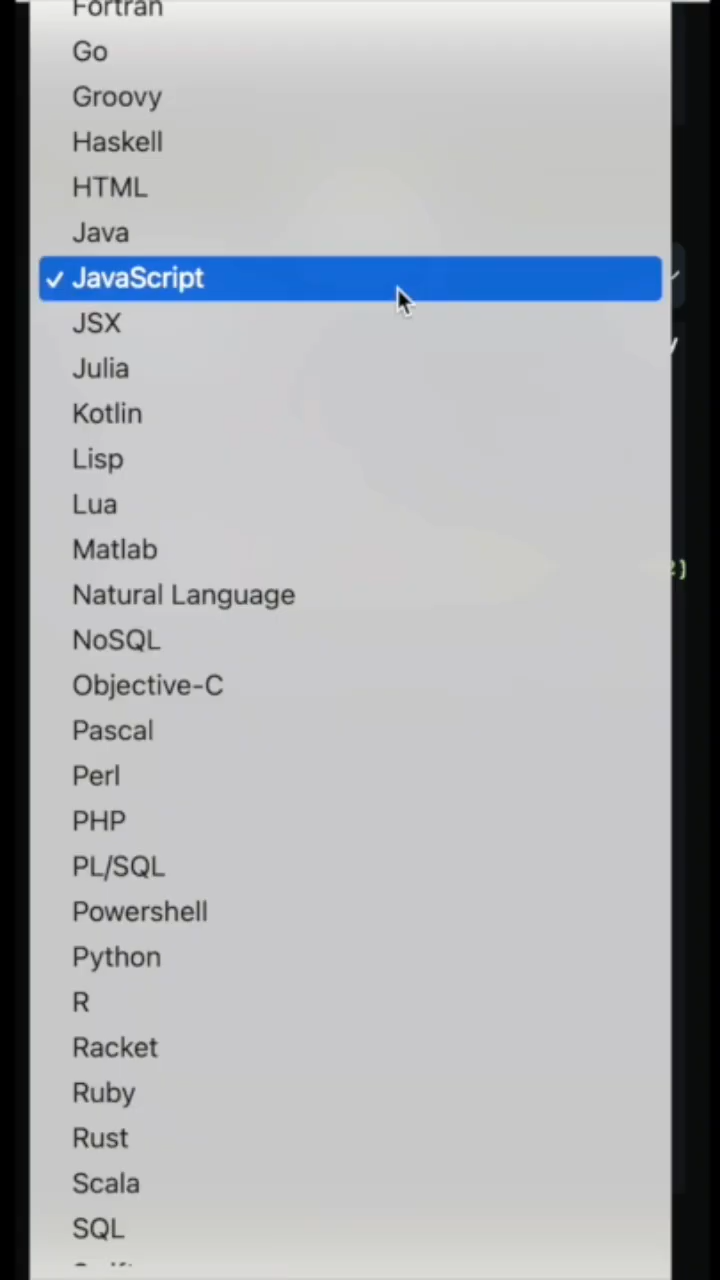 Fortran
Go
Groovy
Haskell
HTML
Java
✓ JavaScript
JSX
Julia
Kotlin
Lisp
Lua
Matlab
Natural Language
NoSQL
Objective-C
Pascal
Perl
PHP
PL/SQL
Powershell
Python
R
Racket
Ruby
Rust
Scala
SQL